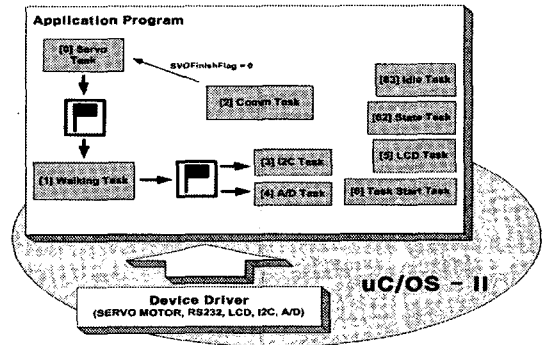 Application Program
[0] Servo
Task
SVOFinishFlag = 0
[2] Comm Task
[63] Idle Task
[62] State Task
[5] LCD Task
[6] Task Start Task
[1] Walking Task
[3] I2C Task
[4] A/D Task
uC/OS - II
Device Driver
(SERVO MOTOR, RS232, LCD, I2C, A/D)